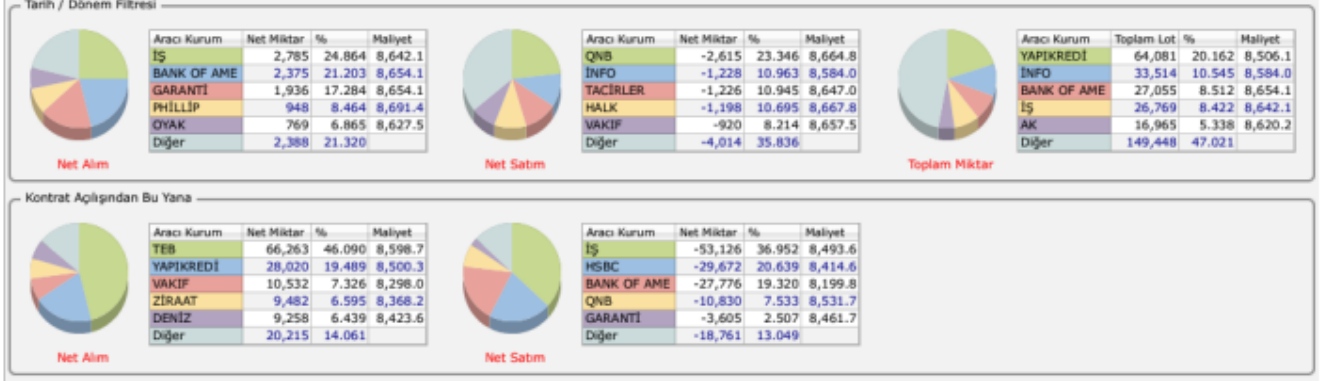 Tarih / Dönem Filtresi
Aracı Kurum Net Miktar % Maliyet
İŞ 2,785 24.864 8,642.1
BANK OF AME 2,375 21.203 8,654.1
GARANTİ 1,936 17.284 8,654.1
PHİLLİP 948 8.464 8,691.4
OYAK 769 6.865 8,627.5
Diğer 2,388 21.320
Net Alım
Aracı Kurum Net Miktar % Maliyet
QNB -2,615 23.346 8,664.8
İNFO -1,228 10.963 8,584.0
TACİRLER -1,226 10.945 8,647.0
HALK -1,198 10.695 8,667.8
VAKIF -920 8.214 8,657.5
Diğer -4,014 35.836
Net Satım
Aracı Kurum Toplam Lot % Maliyet
YAPIKREDİ 64,081 20.162 8,506.1
İNFO 33,514 10.545 8,584.0
BANK OF AME 27,055 8.512 8,654.1
İŞ 26,769 8.422 8,642.1
AK 16,965 5.338 8,620.2
Diğer 149,448 47.021
Toplam Miktar
Kontrat Açılışından Bu Yana
Aracı Kurum Net Miktar % Maliyet
TEB 66,263 46.090 8,598.7
YAPIKREDİ 28,020 19.489 8,500.3
VAKIF 10,532 7.326 8,298.0
ZİRAAT 9,482 6.595 8,368.2
DENİZ 9,258 6.439 8,423.6
Diğer 20,215 14.061
Net Alım
Aracı Kurum Net Miktar % Maliyet
İŞ -53,126 36.952 8,493.6
HSBC -29,672 20.639 8,414.6
BANK OF AME -27,776 19.320 8,199.8
QNB -10,830 7.533 8,531.7
GARANTİ -3,605 2.507 8,461.7
Diğer -18,761 13.049
Net Satım